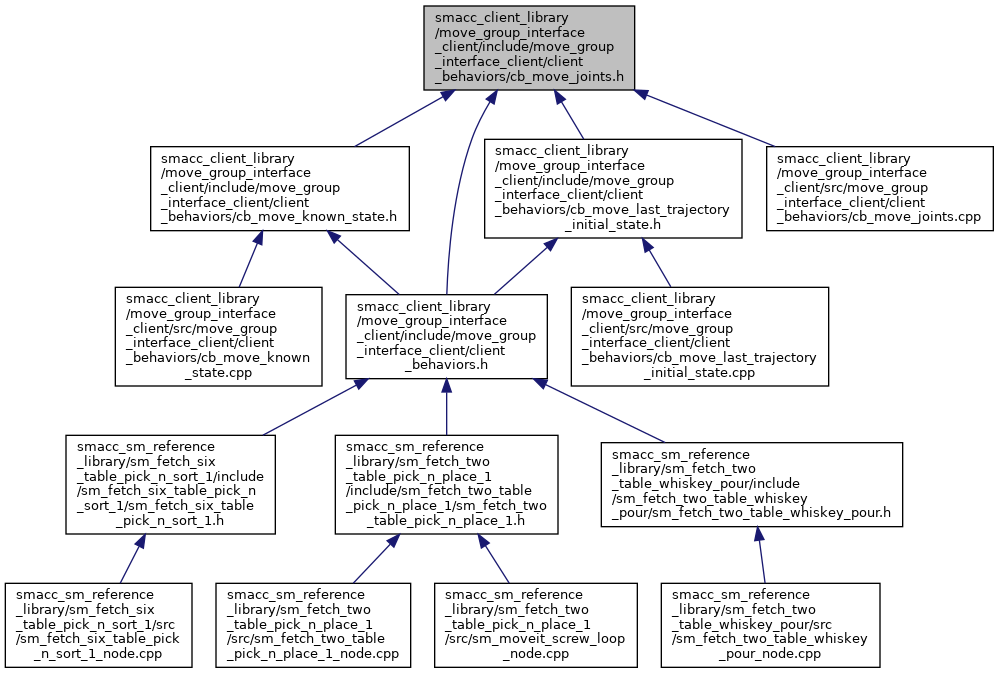 smacc_client_library
/move_group_interface
_client/include/move_group
_interface_client/client
_behaviors/cb_move_joints.h
smacc_client_library
/move_group_interface
_client/include/move_group
_interface_client/client
_behaviors/cb_move_known_state.h
smacc_client_library
/move_group_interface
_client/include/move_group
_interface_client/client
_behaviors/cb_move_last_trajectory
_initial_state.h
smacc_client_library
/move_group_interface
_client/src/move_group
_interface_client/client
_behaviors/cb_move_joints.cpp
smacc_client_library
/move_group_interface
_client/src/move_group
_interface_client/client
_behaviors/cb_move_known
_state.cpp
smacc_client_library
/move_group_interface
_client/include/move_group
_interface_client/client
_behaviors.h
smacc_client_library
/move_group_interface
_client/src/move_group
_interface_client/client
_behaviors/cb_move_last_trajectory
_initial_state.cpp
smacc_sm_reference
_library/sm_fetch_six
_table_pick_n_sort_1/include
/sm_fetch_six_table_pick_n
_sort_1/sm_fetch_six_table
_pick_n_sort_1.h
smacc_sm_reference
_library/sm_fetch_two
_table_pick_n_place_1
/include/sm_fetch_two_table
_pick_n_place_1/sm_fetch_two
_table_pick_n_place_1.h
smacc_sm_reference
_library/sm_fetch_two
_table_whiskey_pour/include
/sm_fetch_two_table_whiskey
_pour/sm_fetch_two_table_whiskey_pour.h
smacc_sm_reference
_library/sm_fetch_six
_table_pick_n_sort_1/src
/sm_fetch_six_table_pick
_n_sort_1_node.cpp
smacc_sm_reference
_library/sm_fetch_two
_table_pick_n_place_1
/src/sm_fetch_two_table
_pick_n_place_1_node.cpp
smacc_sm_reference
_library/sm_fetch_two
_table_pick_n_place_1
/src/sm_moveit_screw_loop
_node.cpp
smacc_sm_reference
_library/sm_fetch_two
_table_whiskey_pour/src
/sm_fetch_two_table_whiskey
_pour_node.cpp